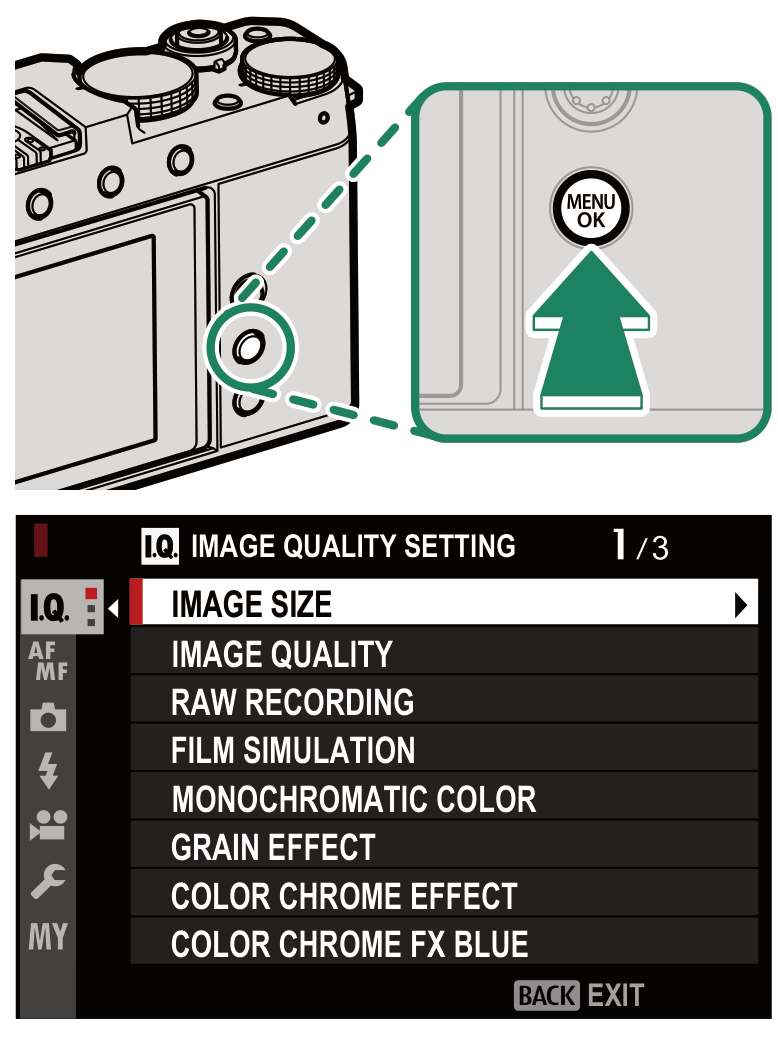 MENU
OK
I.Q. IMAGE QUALITY SETTING 1/3
I.Q.
IMAGE SIZE
AF
MF
IMAGE QUALITY
RAW RECORDING
FILM SIMULATION
MONOCHROMATIC COLOR
GRAIN EFFECT
COLOR CHROME EFFECT
MY
COLOR CHROME FX BLUE
BACK EXIT